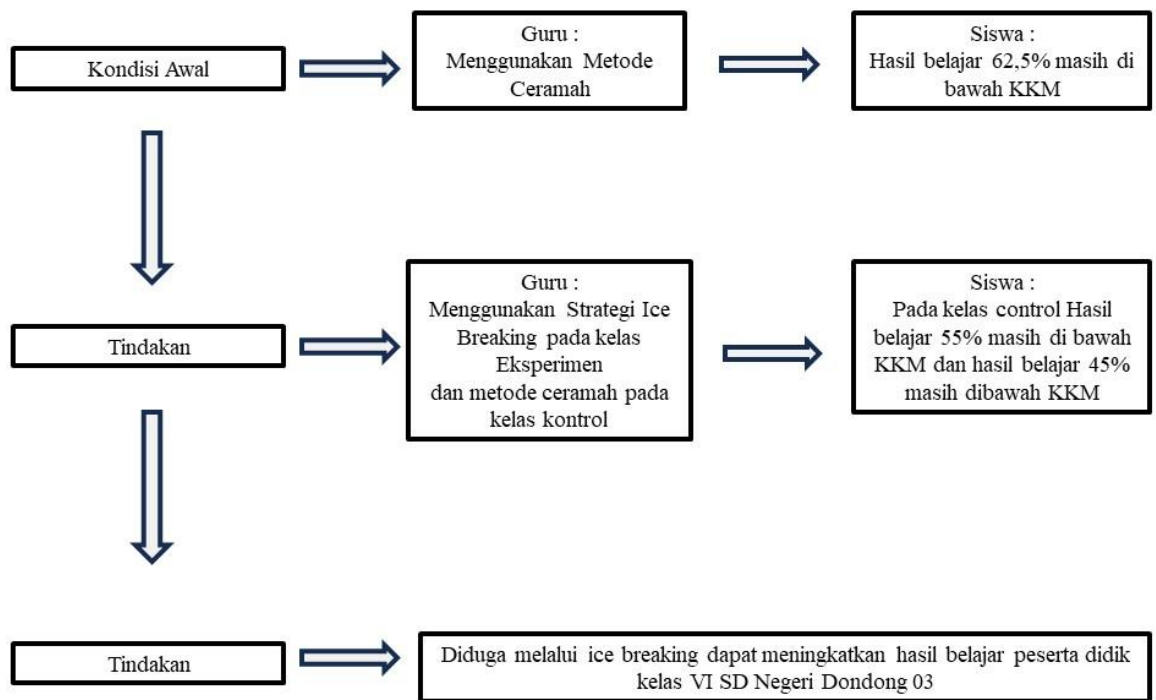 Kondisi Awal
Guru :
Menggunakan Metode
Ceramah
Siswa :
Hasil belajar 62,5% masih di
bawah KKM
Tindakan
Guru :
Menggunakan Strategi Ice
Breaking pada kelas
Eksperimen
dan metode ceramah pada
kelas kontrol
Siswa :
Pada kelas control Hasil
belajar 55% masih di bawah
KKM dan hasil belajar 45%
masih dibawah KKM
Tindakan
Diduga melalui ice breaking dapat meningkatkan hasil belajar peserta didik
kelas VI SD Negeri Dondong 03